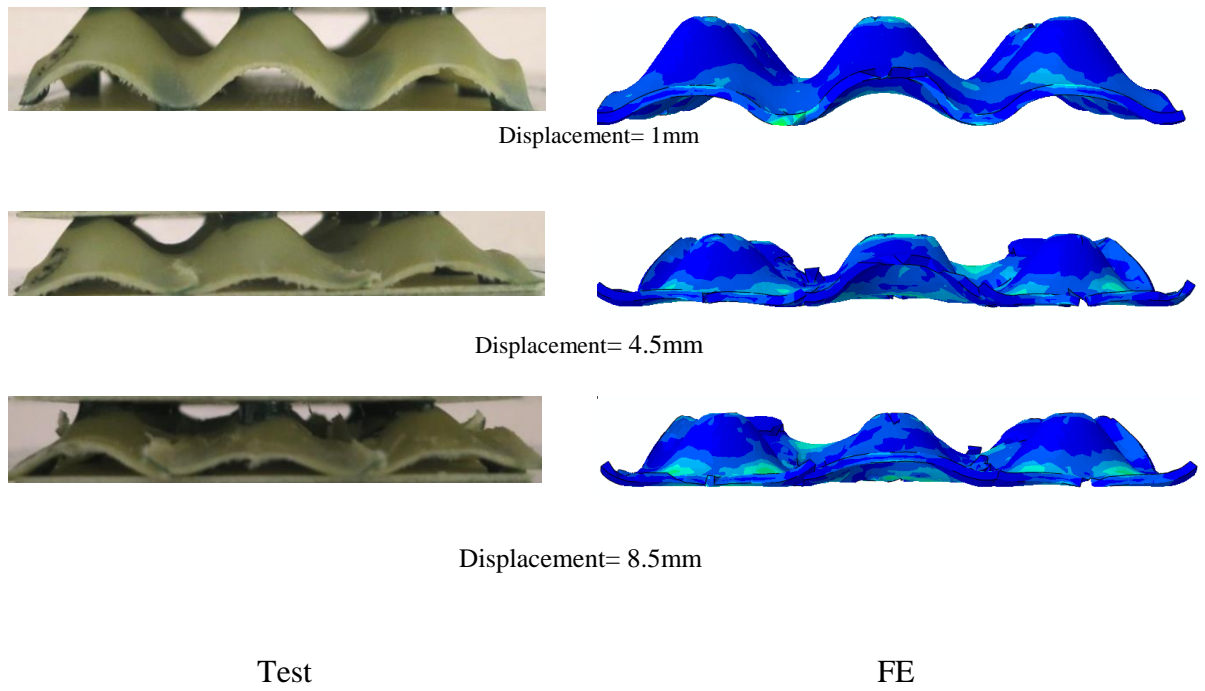 Displacement= 1mm
Displacement= 4.5mm
Displacement= 8.5mm
Test FE